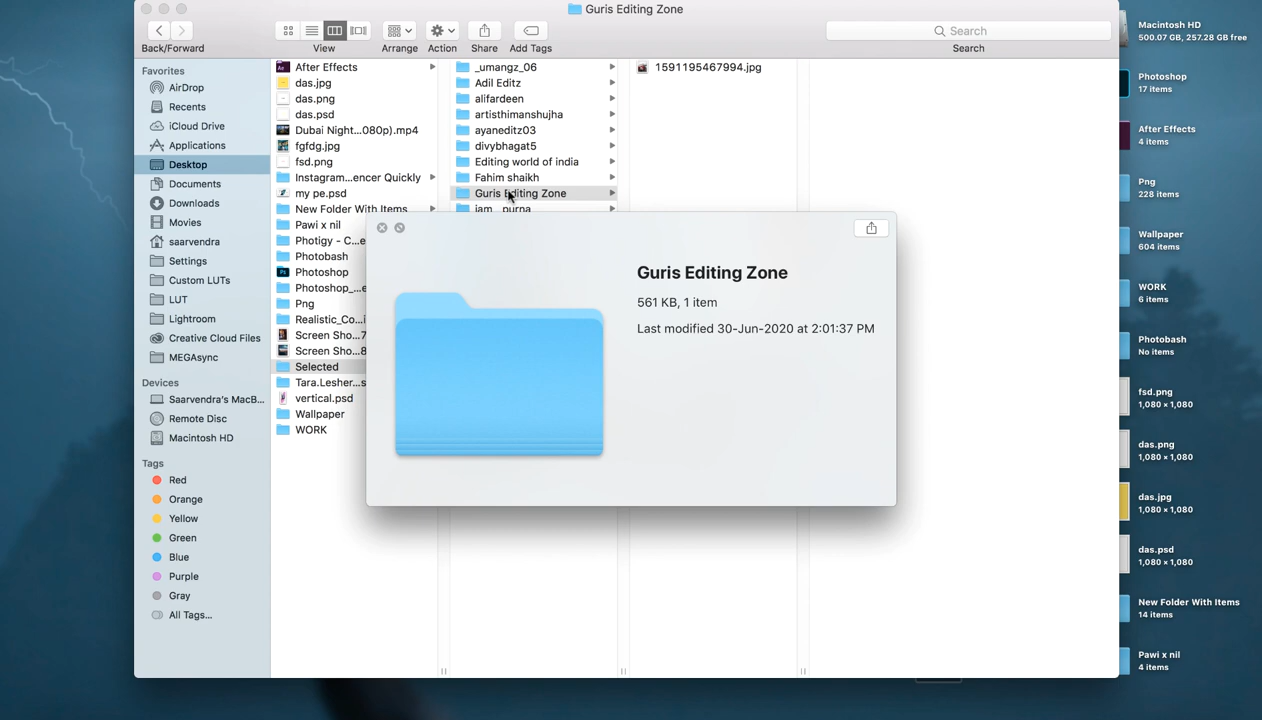 Guris Editing Zone
Back/Forward
View
Arrange
Action
Share
Add Tags
Search
Search
Favorites
AirDrop
Recents
iCloud Drive
Applications
Desktop
Documents
Downloads
Movies
saarvendra
Settings
Custom LUTs
LUT
Lightroom
Creative Cloud Files
MEGAsync
Devices
Saarvendra's MacB...
Remote Disc
Macintosh HD
Tags
Red
Orange
Yellow
Green
Blue
Purple
Gray
All Tags...
After Effects
das.jpg
das.png
das.psd
Dubai Night...080p).mp4
fgfdg.jpg
fsd.png
Instagram...encer Quickly
my pe.psd
New Folder With Items
Pawi x nil
Photigy - C...e
Photobash
Photoshop
Photoshop_...e
Png
Realistic_Co...i
Screen Sho...7
Screen Sho...8
Selected
Tara.Lesher...s
vertical.psd
Wallpaper
WORK
_umangz_06
Adil Editz
alifardeen
artisthimanshujha
ayaneditz03
divybhagat5
Editing world of india
Fahim shaikh
Guris Editing Zone
1591195467994.jpg
Guris Editing Zone
561 KB, 1 item
Last modified 30-Jun-2020 at 2:01:37 PM
Macintosh HD
500.07 GB, 257.28 GB free
Photoshop
17 items
After Effects
4 items
Png
228 items
Wallpaper
604 items
WORK
6 items
Photobash
No items
fsd.png
1,080 × 1,080
das.png
1,080 × 1,080
das.jpg
1,080 × 1,080
das.psd
1,080 × 1,080
New Folder With Items
14 items
Pawi x nil
4 items